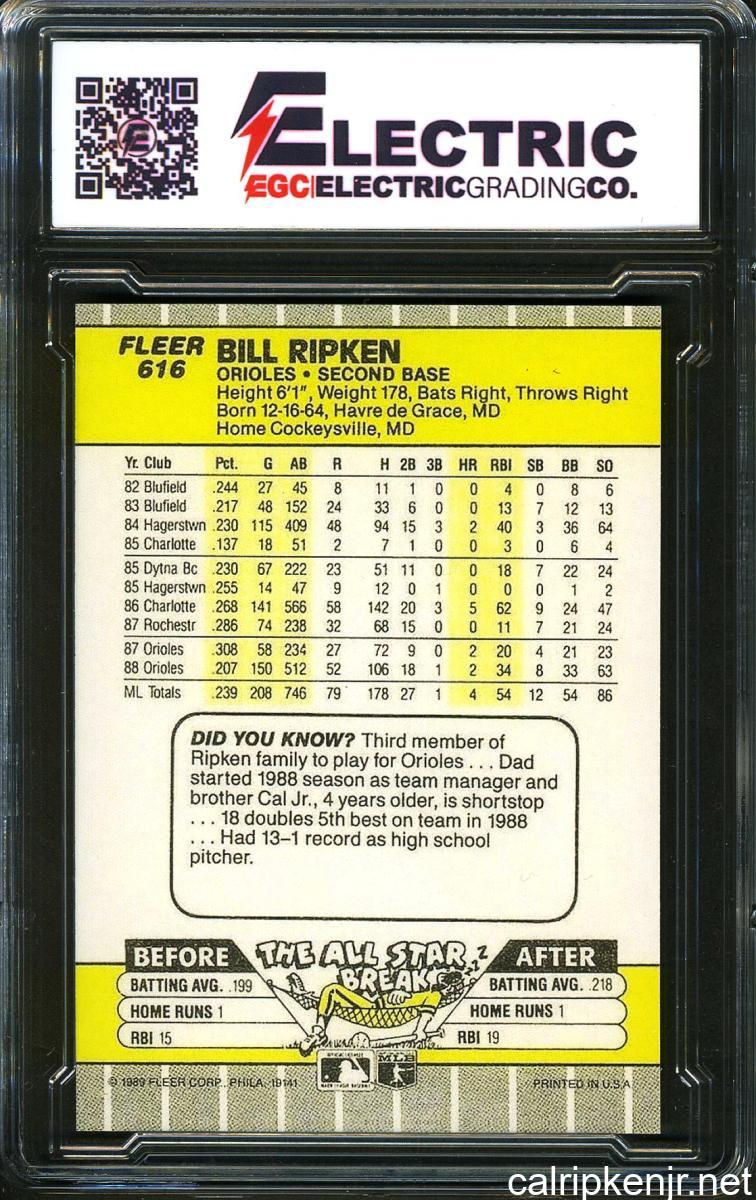 ELECTRIC
EGC|ELECTRICGRADINGCO.
FLEER
616
BILL RIPKEN
ORIOLES • SECOND BASE
Height 6'1", Weight 178, Bats Right, Throws Right
Born 12-16-64, Havre de Grace, MD
Home Cockeysville, MD
Yr. Club Pct. G AB R H 2B 3B HR RBI SB BB SO
82 Blufield .244 27 45 8 11 1 0 0 4 0 8 6
83 Blufield .217 48 152 24 33 6 0 0 13 7 12 13
84 Hagerstwn .230 115 409 48 94 15 3 2 40 3 36 64
85 Charlotte .137 18 51 2 7 1 0 0 3 0 6 4
85 Dytna Bc .230 67 222 23 51 11 0 0 18 7 22 24
85 Hagerstwn .255 14 47 9 12 0 1 0 0 0 1 2
86 Charlotte .268 141 566 58 142 20 3 5 62 9 24 47
87 Rochestr .286 74 238 32 68 15 0 0 11 7 21 24
87 Orioles .308 58 234 27 72 9 0 2 20 4 21 23
88 Orioles .207 150 512 52 106 18 1 2 34 8 33 63
ML Totals .239 208 746 79 178 27 1 4 54 12 54 86
DID YOU KNOW? Third member of
Ripken family to play for Orioles . . . Dad
started 1988 season as team manager and
brother Cal Jr., 4 years older, is shortstop
. . . 18 doubles 5th best on team in 1988
. . . Had 13–1 record as high school
pitcher.
BEFORE THE ALL STAR BREAK AFTER
BATTING AVG. .199 BATTING AVG. .218
HOME RUNS 1 HOME RUNS 1
RBI 15 RBI 19
ZZZ
MLB
© 1989 FLEER CORP., PHILA. 19141 PRINTED IN U.S.A
calripkenjr.net